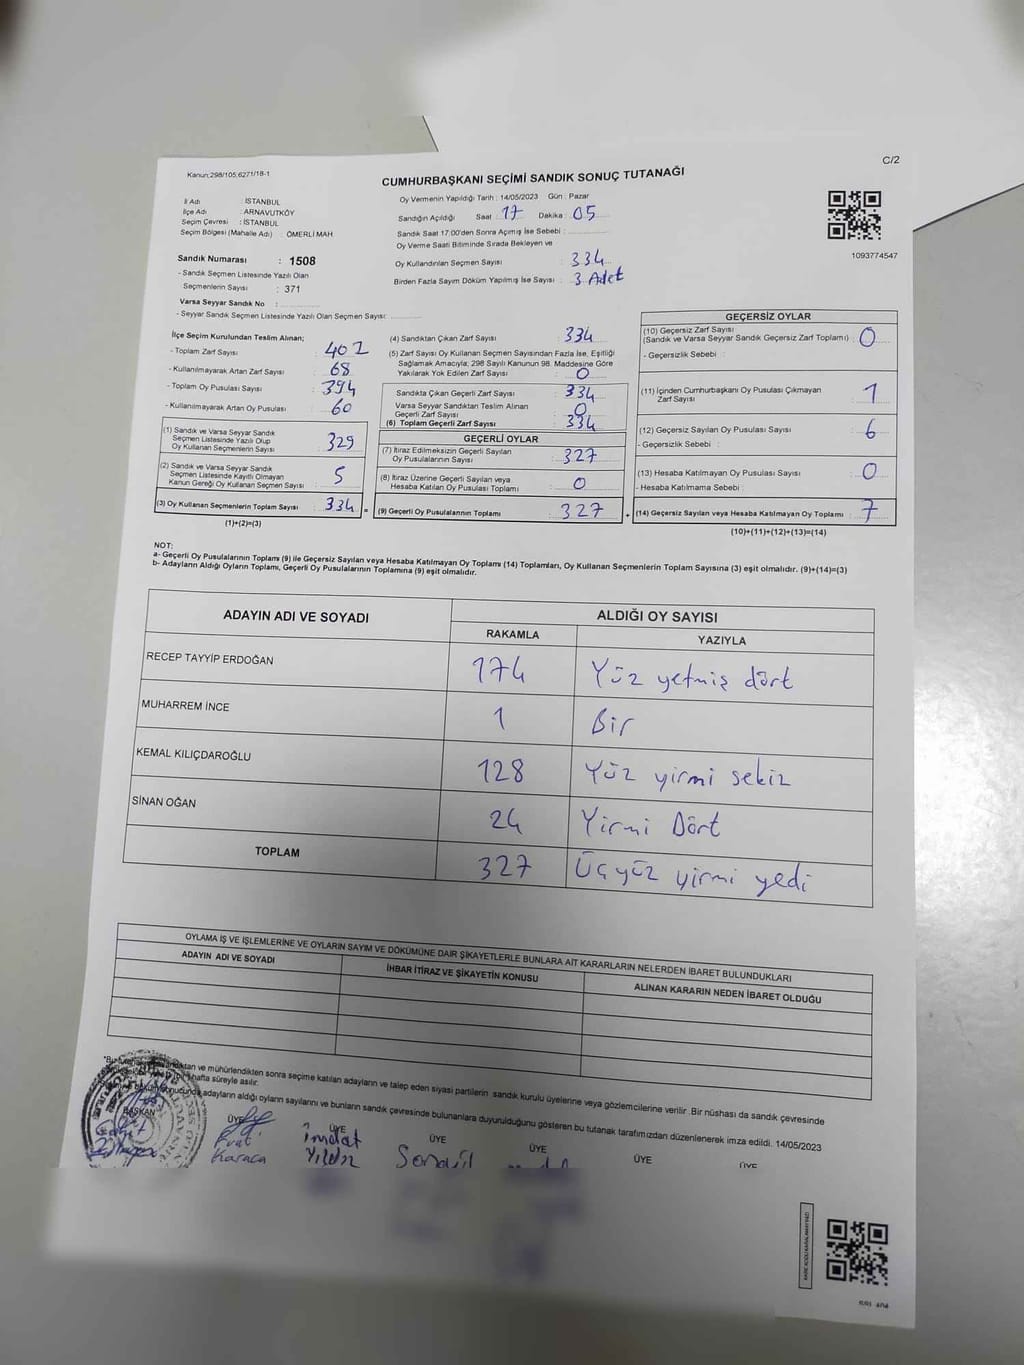 C/2
Kanun;298/105,6271/18-1
CUMHURBAŞKANI SEÇİMİ SANDIK SONUÇ TUTANAĞI
İl Adı : İSTANBUL
İlçe Adı : ARNAVUTKÖY
Seçim Çevresi : İSTANBUL
Seçim Bölgesi (Mahalle Adı) : ÖMERLİ MAH.
Sandık Numarası : 1508
- Sandık Seçmen Listesinde Yazılı Olan
Seçmenlerin Sayısı : 371
Varsa Seyyar Sandık No :
- Seyyar Sandık Seçmen Listesinde Yazılı Olan Seçmen Sayısı:
Oy Vermenin Yapıldığı Tarih : 14/05/2023 Gün : Pazar
Sandığın Açıldığı Saat 17 Dakika : 05
Sandık Saat 17:00'den Sonra Açılmış İse Sebebi :
Oy Verme Saati Bitiminde Sırada Bekleyen ve
Oy Kullandırılan Seçmen Sayısı : 334
Birden Fazla Sayım Döküm Yapılmış İse Sayısı : 3 Adet
1093774547
İlçe Seçim Kurulundan Teslim Alınan;
- Toplam Zarf Sayısı : 402
- Kullanılmayarak Artan Zarf Sayısı : 68
- Toplam Oy Pusulası Sayısı : 394
- Kullanılmayarak Artan Oy Pusulası : 60
(1) Sandık ve Varsa Seyyar Sandık
Seçmen Listesinde Yazılı Olup
Oy Kullanan Seçmenlerin Sayısı : 329
(2) Sandık ve Varsa Seyyar Sandık
Seçmen Listesinde Kayıtlı Olmayan
Kanun Gereği Oy Kullanan Seçmen Sayısı : 5
(3) Oy Kullanan Seçmenlerin Toplam Sayısı : 334 =
(1)+(2)=(3)
(4) Sandıktan Çıkan Zarf Sayısı : 334
(5) Zarf Sayısı Oy Kullanan Seçmen Sayısından Fazla İse, Eşitliği
Sağlamak Amacıyla; 298 Sayılı Kanunun 98. Maddesine Göre
Yakılarak Yok Edilen Zarf Sayısı : 0
Sandıkta Çıkan Geçerli Zarf Sayısı : 334
Varsa Seyyar Sandıktan Teslim Alınan
Geçerli Zarf Sayısı : 0
(6) Toplam Geçerli Zarf Sayısı : 334
GEÇERLİ OYLAR
(7) İtiraz Edilmeksizin Geçerli Sayılan
Oy Pusulalarının Sayısı : 327
(8) İtiraz Üzerine Geçerli Sayılan veya
Hesaba Katılan Oy Pusulası Toplamı : 0
(9) Geçerli Oy Pusulalarının Toplamı : 327 +
GEÇERSİZ OYLAR
(10) Geçersiz Zarf Sayısı
(Sandık ve Varsa Seyyar Sandık Geçersiz Zarf Toplamı) : 0
- Geçersizlik Sebebi :
(11) İçinden Cumhurbaşkanı Oy Pusulası Çıkmayan
Zarf Sayısı : 1
(12) Geçersiz Sayılan Oy Pusulası Sayısı : 6
- Geçersizlik Sebebi :
(13) Hesaba Katılmayan Oy Pusulası Sayısı : 0
- Hesaba Katılmama Sebebi :
(14) Geçersiz Sayılan veya Hesaba Katılmayan Oy Toplamı : 7
(10)+(11)+(12)+(13)=(14)
NOT:
a- Geçerli Oy Pusulalarının Toplamı (9) ile Geçersiz Sayılan veya Hesaba Katılmayan Oy Toplamı (14) Toplamları, Oy Kullanan Seçmenlerin Toplam Sayısına (3) eşit olmalıdır. (9)+(14)=(3)
b- Adayların Aldığı Oyların Toplamı, Geçerli Oy Pusulalarının Toplamına (9) eşit olmalıdır.
ADAYIN ADI VE SOYADI ALDIĞI OY SAYISI
RAKAMLA YAZIYLA
RECEP TAYYİP ERDOĞAN 174 Yüz yetmiş dört
MUHARREM İNCE 1 Bir
KEMAL KILIÇDAROĞLU 128 Yüz yirmi sekiz
SİNAN OĞAN 24 Yirmi Dört
TOPLAM 327 Üçyüz yirmi yedi
OYLAMA İŞ VE İŞLEMLERİNE VE OYLARIN SAYIM VE DÖKÜMÜNE DAİR ŞİKAYETLERLE BUNLARA AİT KARARLARIN NELERDEN İBARET BULUNDUKLARI
ADAYIN ADI VE SOYADI İHBAR İTİRAZ VE ŞİKAYETİN KONUSU ALINAN KARARIN NEDEN İBARET OLDUĞU
ve mühürlendikten sonra seçime katılan adayların ve talep eden siyasi partilerin sandık kurulu üyelerine veya gözlemcilerine verilir. Bir nüshası da sandık çevresinde
hafta süreyle asılır.
adayların aldığı oyların sayılarını ve bunların sandık çevresinde bulunanlara duyurulduğunu gösteren bu tutanak tarafımızdan düzenlenerek imza edildi. 14/05/2023
BAŞKAN ÜYE ÜYE ÜYE ÜYE ÜYE ÜYE
Karaca İmdat
Yıldız